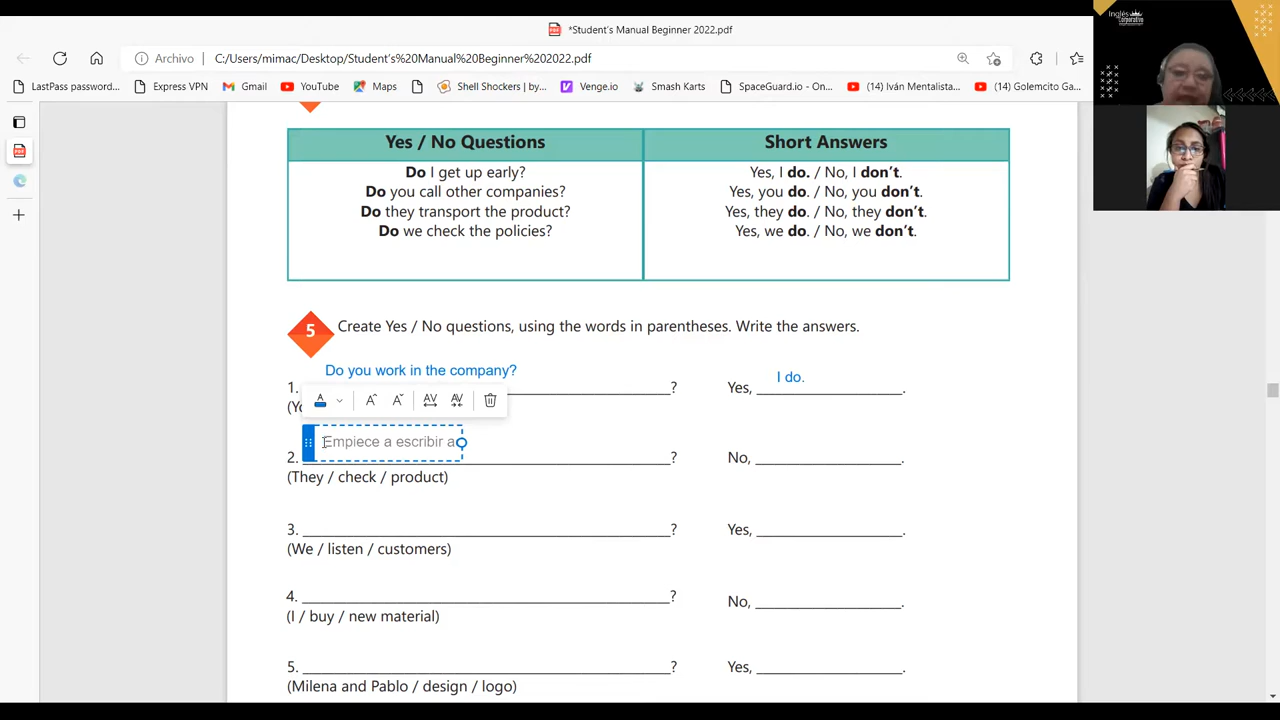 *Student's Manual Beginner 2022.pdf
Archivo
C:/Users/mimac/Desktop/Student's%20Manual%20Beginner%202022.pdf
LastPass password...
Express VPN
Gmail
YouTube
Maps
Shell Shockers | by...
Venge.io
Smash Karts
SpaceGuard.io - On...
(14) Iván Mentalista...
(14) Golemcito Ga...
Inglés
Corporativo
Yes / No Questions
Short Answers
Do I get up early?
Yes, I do. / No, I don't.
Do you call other companies?
Yes, you do. / No, you don't.
Do they transport the product?
Yes, they do. / No, they don't.
Do we check the policies?
Yes, we do. / No, we don't.
5
Create Yes / No questions, using the words in parentheses. Write the answers.
Do you work in the company?
I do.
1. ?
Yes, .
(Yo
Empiece a escribir a
2. ?
No, .
(They / check / product)
3. ?
Yes, .
(We / listen / customers)
4. ?
No, .
(I / buy / new material)
5. ?
Yes, .
(Milena and Pablo / design / logo)